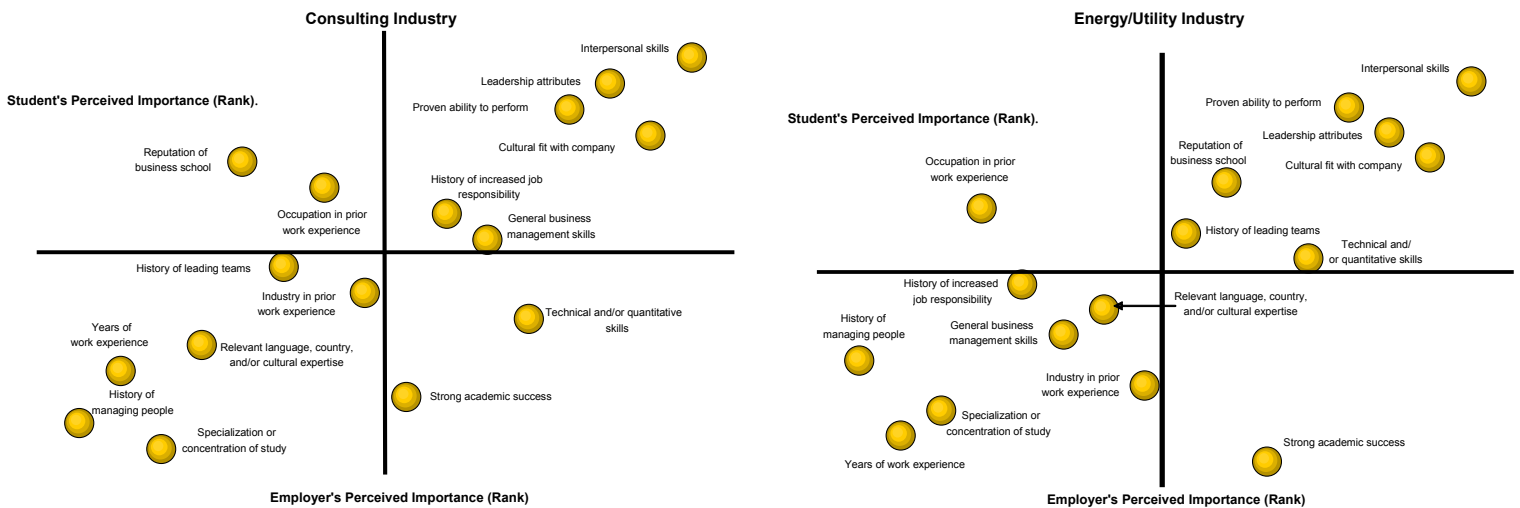 Consulting Industry
Interpersonal skills
Leadership attributes
Student's Perceived Importance (Rank).
Proven ability to perform
Cultural fit with company
Reputation of
business school
History of increased job
responsibility
Occupation in prior
work experience
General business
management skills
History of leading teams
Industry in prior
work experience
Technical and/or quantitative
skills
Years of
work experience
Relevant language, country,
and/or cultural expertise
History of
managing people
Strong academic success
Specialization or
concentration of study
Employer's Perceived Importance (Rank)
Energy/Utility Industry
Interpersonal skills
Proven ability to perform
Student's Perceived Importance (Rank).
Leadership attributes
Reputation of
business school
Cultural fit with company
Occupation in prior
work experience
History of leading teams
Technical and/
or quantitative skills
History of increased
job responsibility
Relevant language, country,
and/or cultural expertise
History of
managing people
General business
management skills
Industry in prior
work experience
Specialization or
concentration of study
Strong academic success
Years of work experience
Employer's Perceived Importance (Rank)